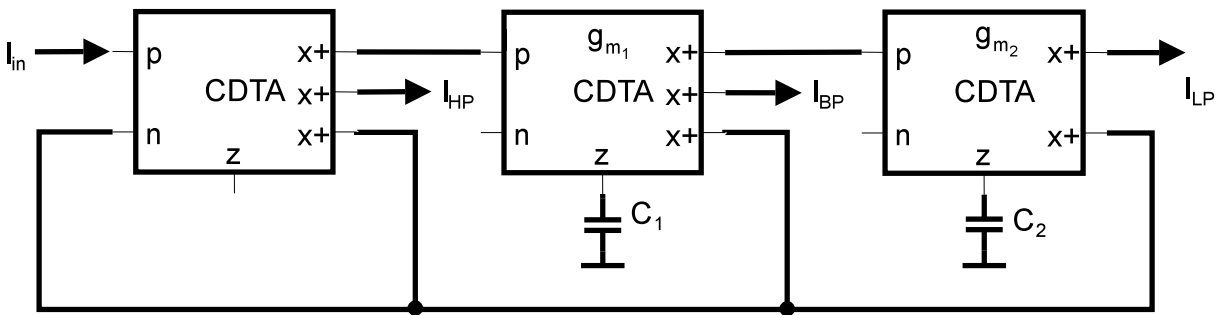 I_in p x+ g_m1 p x+ g_m2 p x+ I_LP
CDTA x+ I_HP CDTA x+ I_BP CDTA
n x+ n x+ n x+
z z z
C_1 C_2